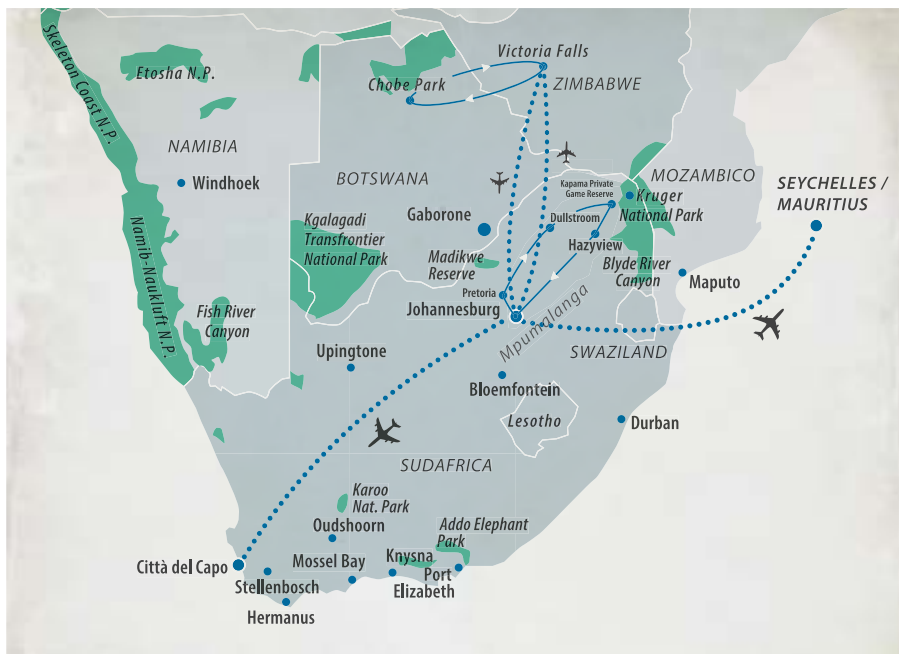 Skeleton Coast N.P.
Etosha N.P.
Victoria Falls
Chobe Park
ZIMBABWE
NAMIBIA
Windhoek
BOTSWANA
MOZAMBICO
Kapama Private
Game Reserve
Kruger
National Park
SEYCHELLES /
MAURITIUS
Gaborone
Dullstroom
Kgalagadi
Transfrontier
National Park
Hazyview
Madikwe
Reserve
Blyde River
Canyon
Maputo
Namib-Naukluft N.P.
Pretoria
Johannesburg
Mpumalanga
Fish River
Canyon
SWAZILAND
Upingtone
Bloemfontein
Lesotho
Durban
SUDAFRICA
Karoo
Nat. Park
Oudshoorn
Addo Elephant
Park
Città del Capo
Mossel Bay
Knysna
Port
Elizabeth
Stellenbosch
Hermanus